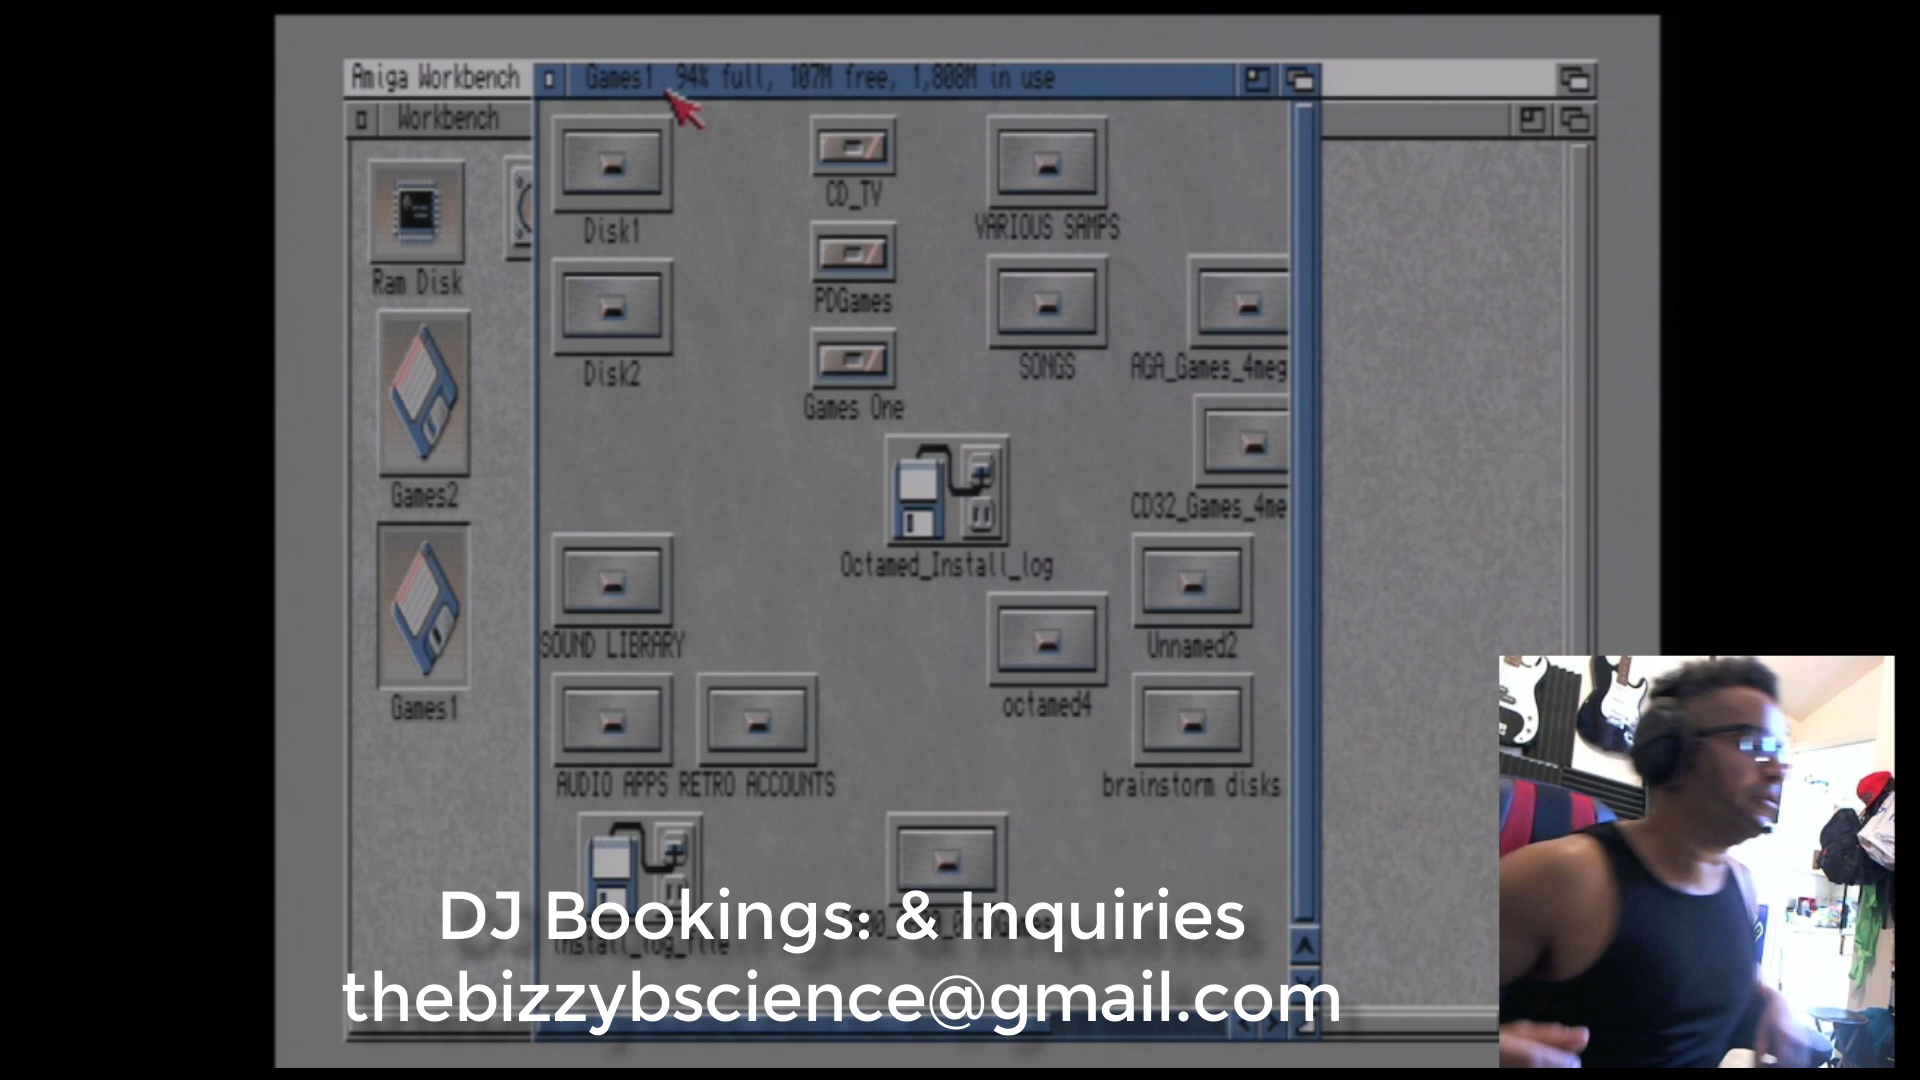 Amiga Workbench
Games1 94% full, 107M free, 1,808M in use
Workbench
Ram Disk
Games2
Games1
Disk1
CD_TV
VARIOUS SAMPS
PDGames
Disk2
SONGS
AGA_Games_4meg
Games One
CD32_Games_4me
Octamed_Install_log
SOUND LIBRARY
Unnamed2
octamed4
AUDIO APPS
RETRO ACCOUNTS
brainstorm disks
install_log_file
DJ Bookings: & Inquiries
thebizzybscience@gmail.com